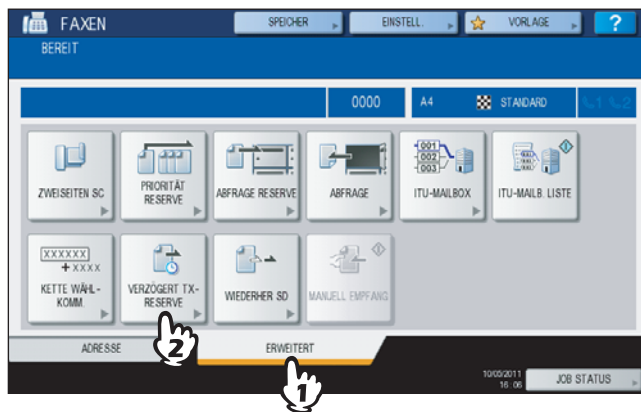 FAXEN
SPEICHER
EINSTELL.
VORLAGE
?
BEREIT
0000
A4
STANDARD
1
2
001
002
003
ZWEISEITEN SC
PRIORITÄT
RESERVE
ABFRAGE RESERVE
ABFRAGE
ITU-MAILBOX
ITU-MAILB. LISTE
XXXXXX
+XXXX
KETTE WÄHL-
KOMM.
VERZÖGERT TX-
RESERVE
WIEDERHER SD
MANUELL EMPFANG
ADRESSE
2
ERWEITERT
1
10/05/2011
16 : 06
JOB STATUS